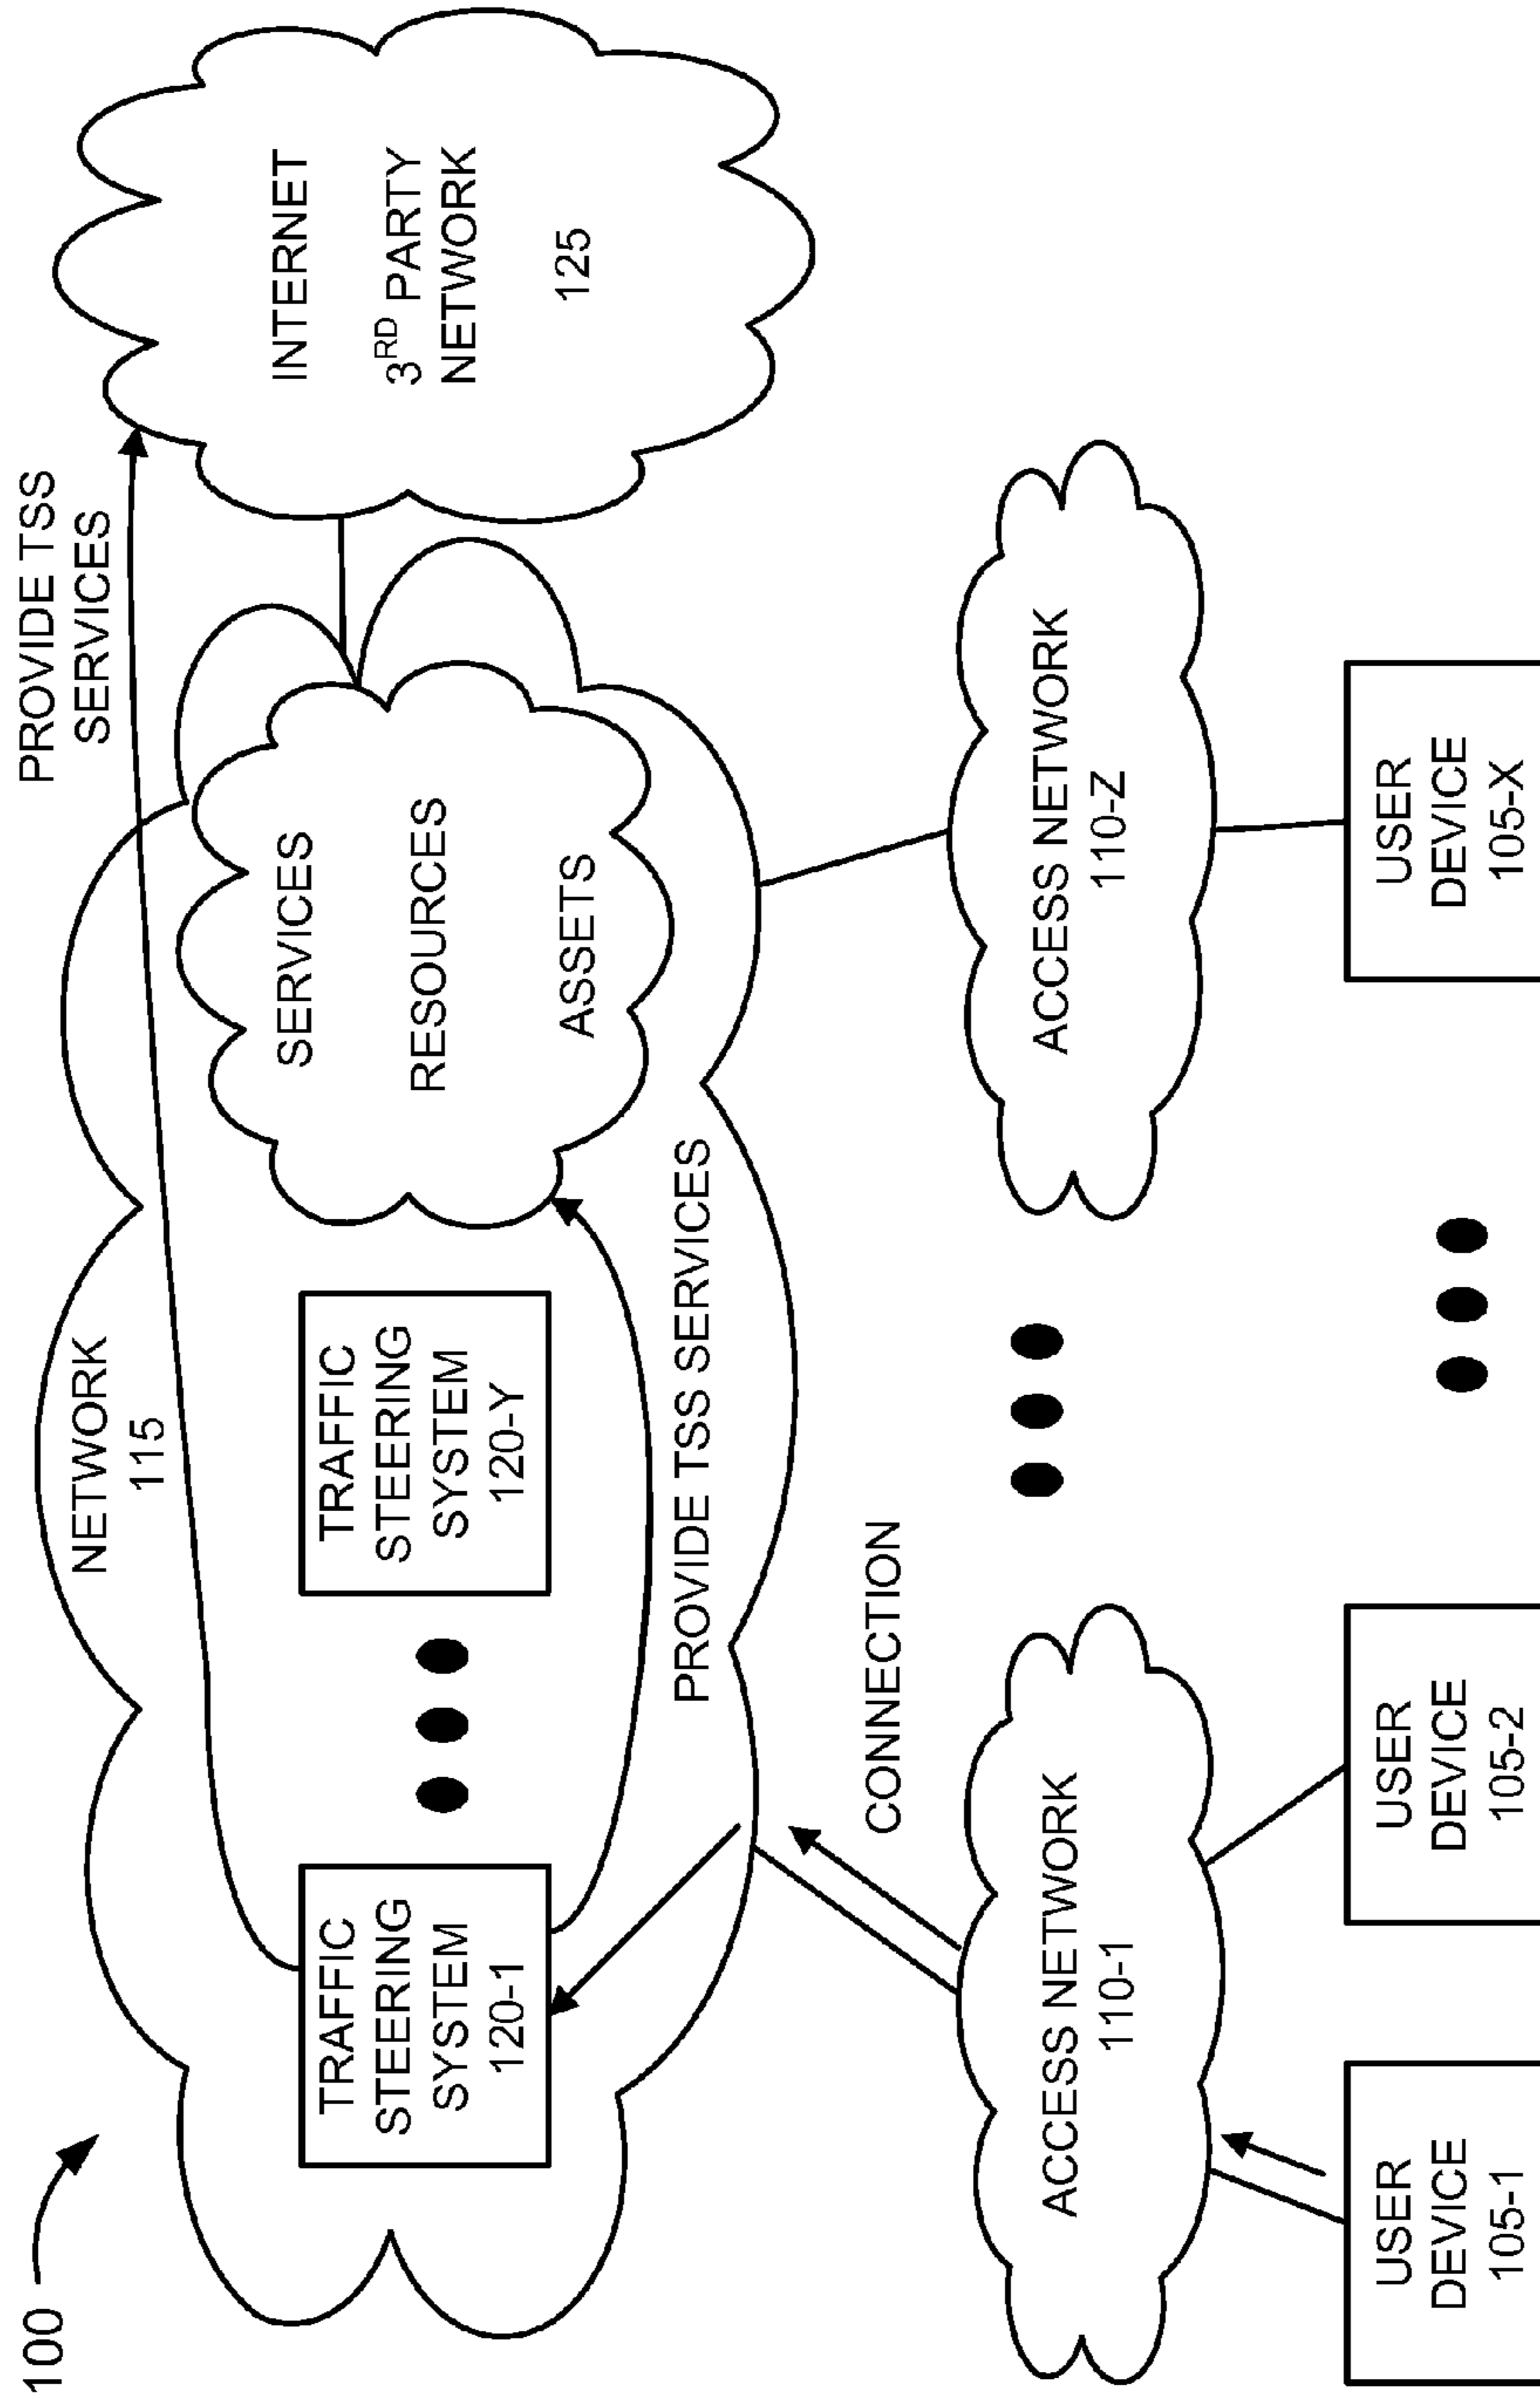 100
NETWORK
115
PROVIDE TSS
SERVICES
TRAFFIC
STEERING
SYSTEM
120-1
TRAFFIC
STEERING
SYSTEM
120-Y
SERVICES
RESOURCES
ASSETS
INTERNET
3RD PARTY
NETWORK
125
PROVIDE TSS SERVICES
CONNECTION
ACCESS NETWORK
110-1
ACCESS NETWORK
110-Z
USER
DEVICE
105-1
USER
DEVICE
105-2
USER
DEVICE
105-X